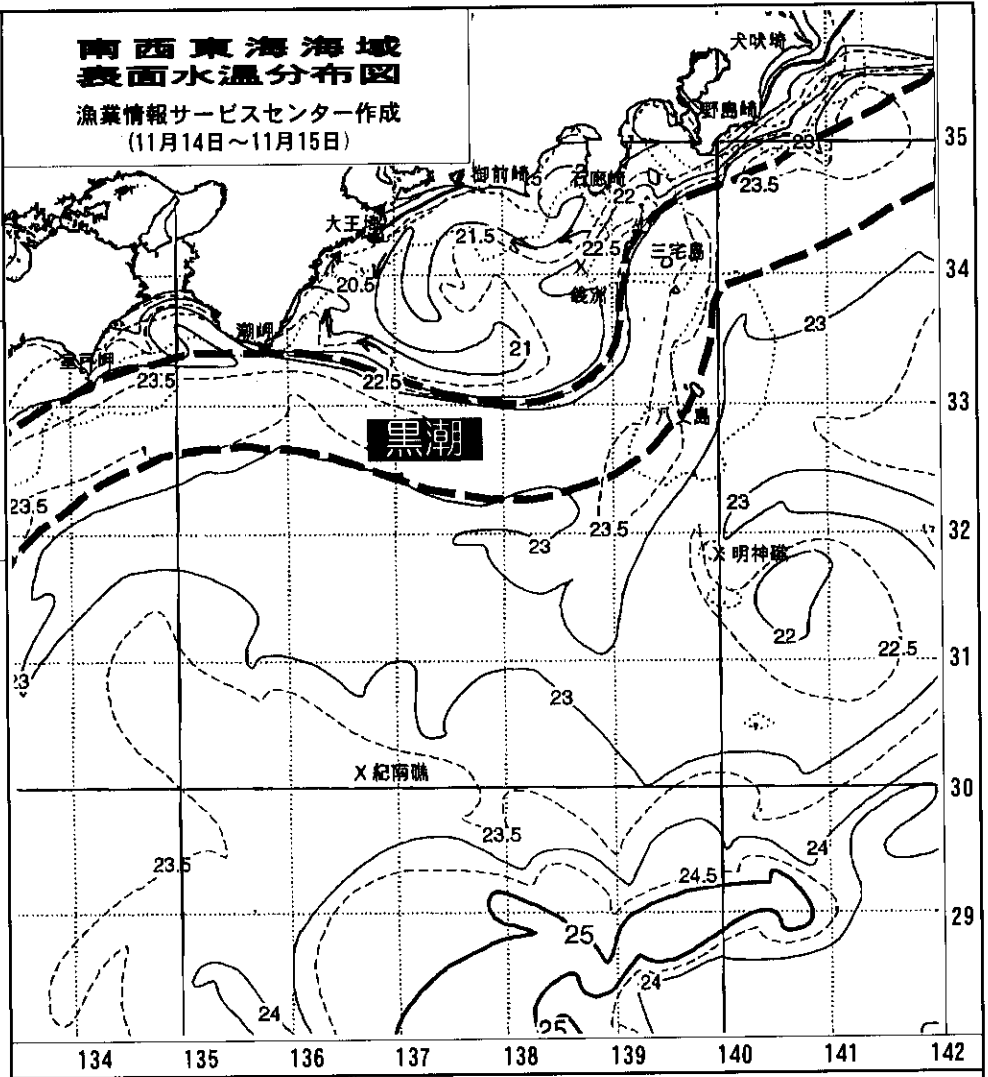 南西東海海域
表面水温分布図
漁業情報サービスセンター作成
(11月14日～11月15日)
犬吠埼
野島崎
35
23
23.5
御前崎
石廊崎
22
大王埼
21.5
22.5
三宅島
34
20.5
銭洲
23
潮岬
21
室戸岬
23.5
22.5
33
八丈島
黒潮
23.5
23
23.5
32
23
X 明神礁
22
22.5
31
23
23
X 紀南礁
30
23.5
24
23.5
24.5
29
25
24
24
25
134 135 136 137 138 139 140 141 142